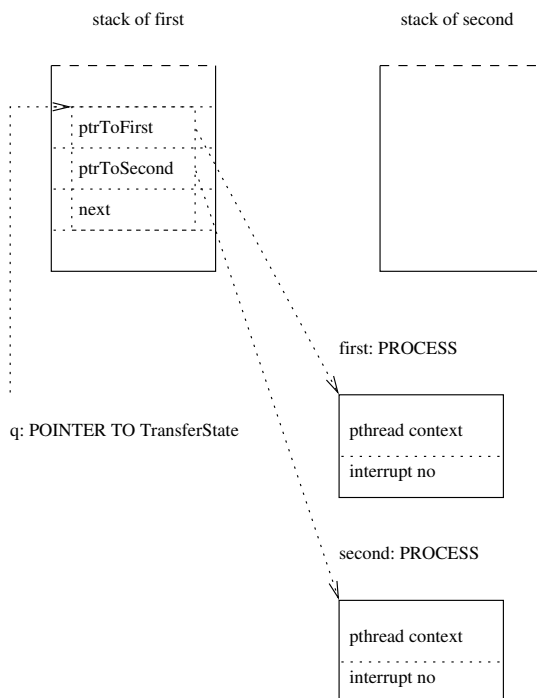 stack of first
stack of second
ptrToFirst
ptrToSecond
next
first: PROCESS
q: POINTER TO TransferState
pthread context
interrupt no
second: PROCESS
pthread context
interrupt no